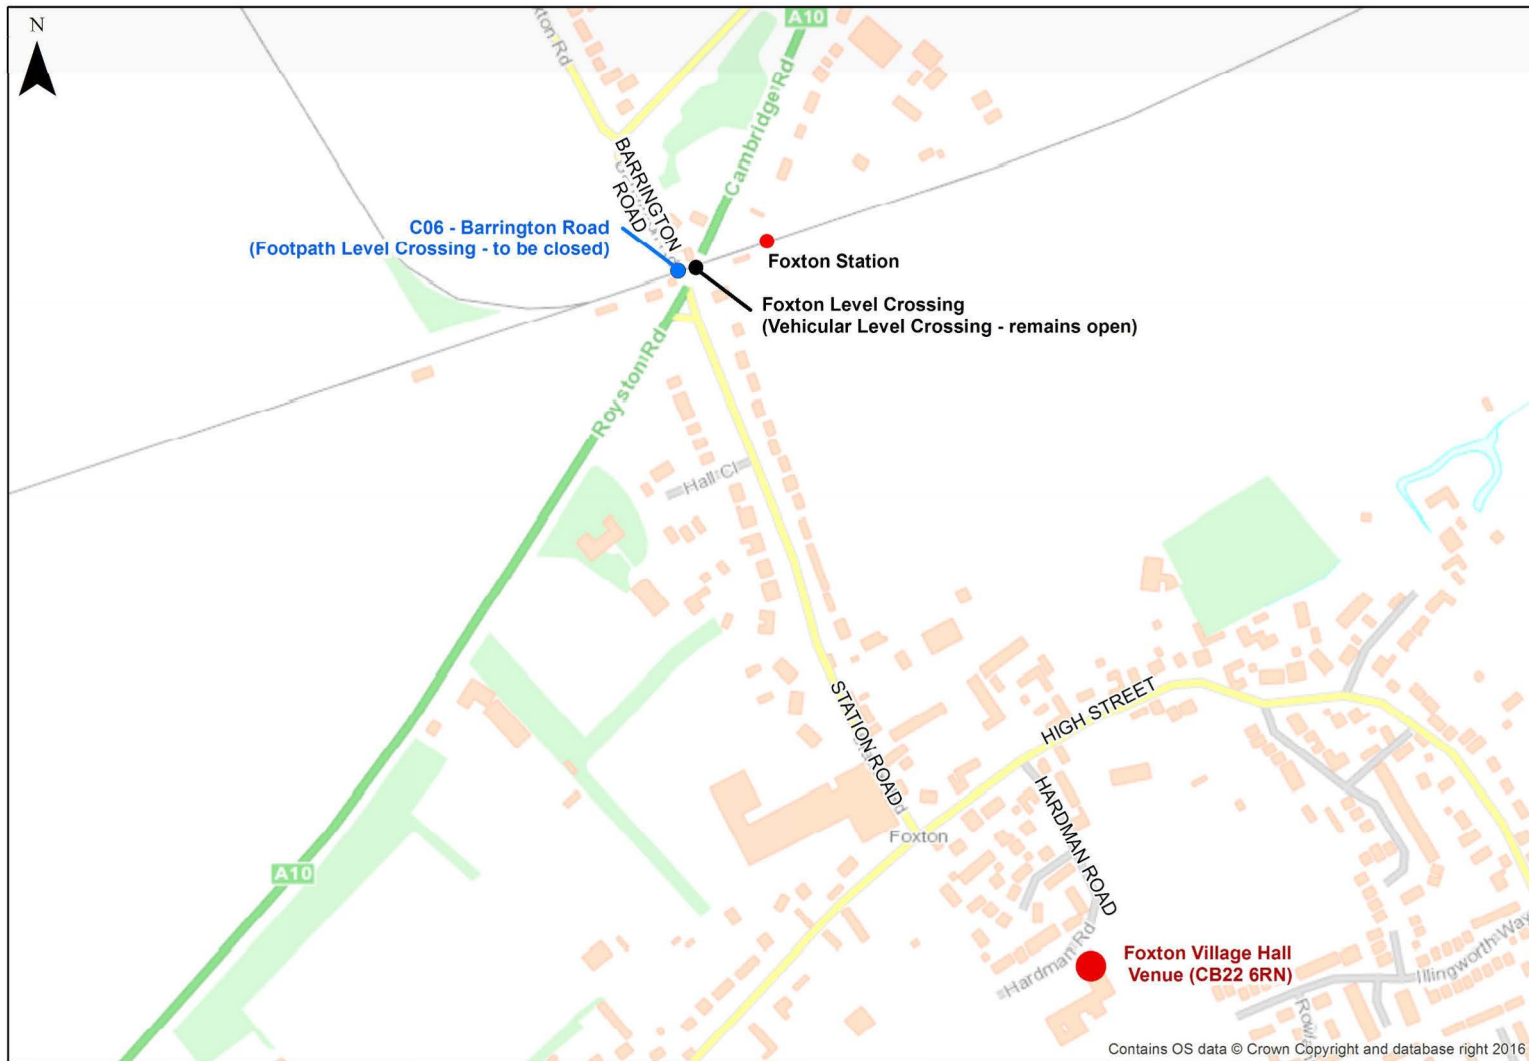 N
A10
xton Rd
Cambridge Rd
BARRINGTON
ROAD
C06 - Barrington Road
(Footpath Level Crossing - to be closed)
Foxton Station
Foxton Level Crossing
(Vehicular Level Crossing - remains open)
Royston Rd
Hall Cl
STATION ROAD
HIGH STREET
HARDMAN ROAD
Foxton
A10
Hardman Rd
Foxton Village Hall
Venue (CB22 6RN)
Illingworth Way
Contains OS data © Crown Copyright and database right 2016